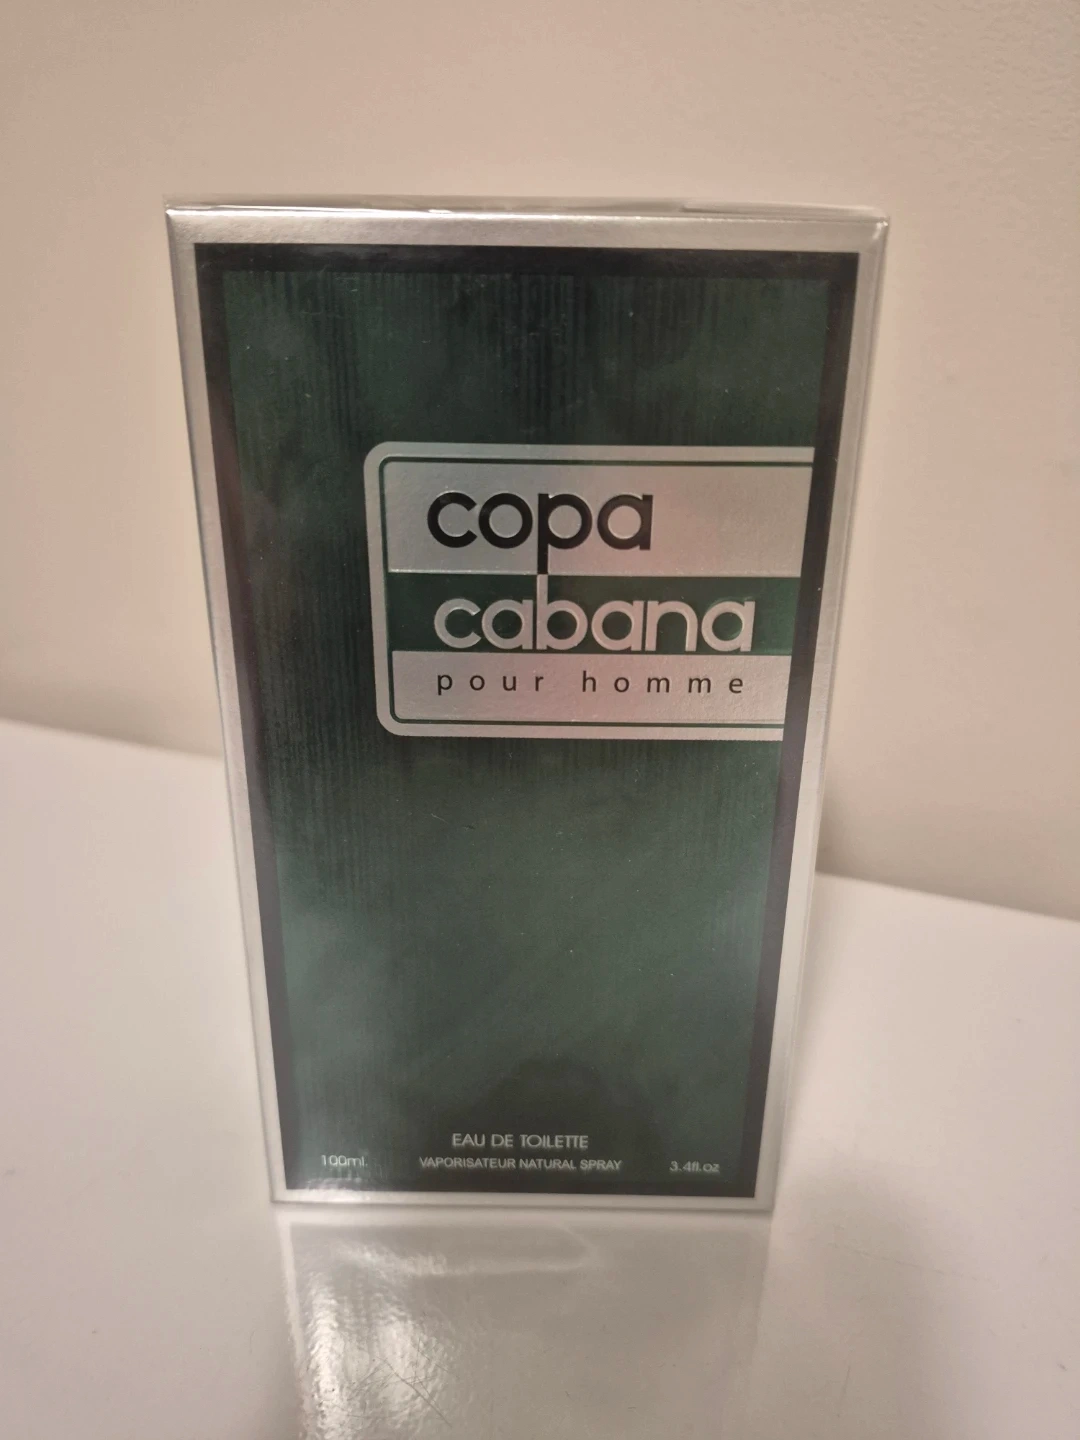 copa
cabana
pour homme
EAU DE TOILETTE
100ml. VAPORISATEUR NATURAL SPRAY 3.4fl.oz